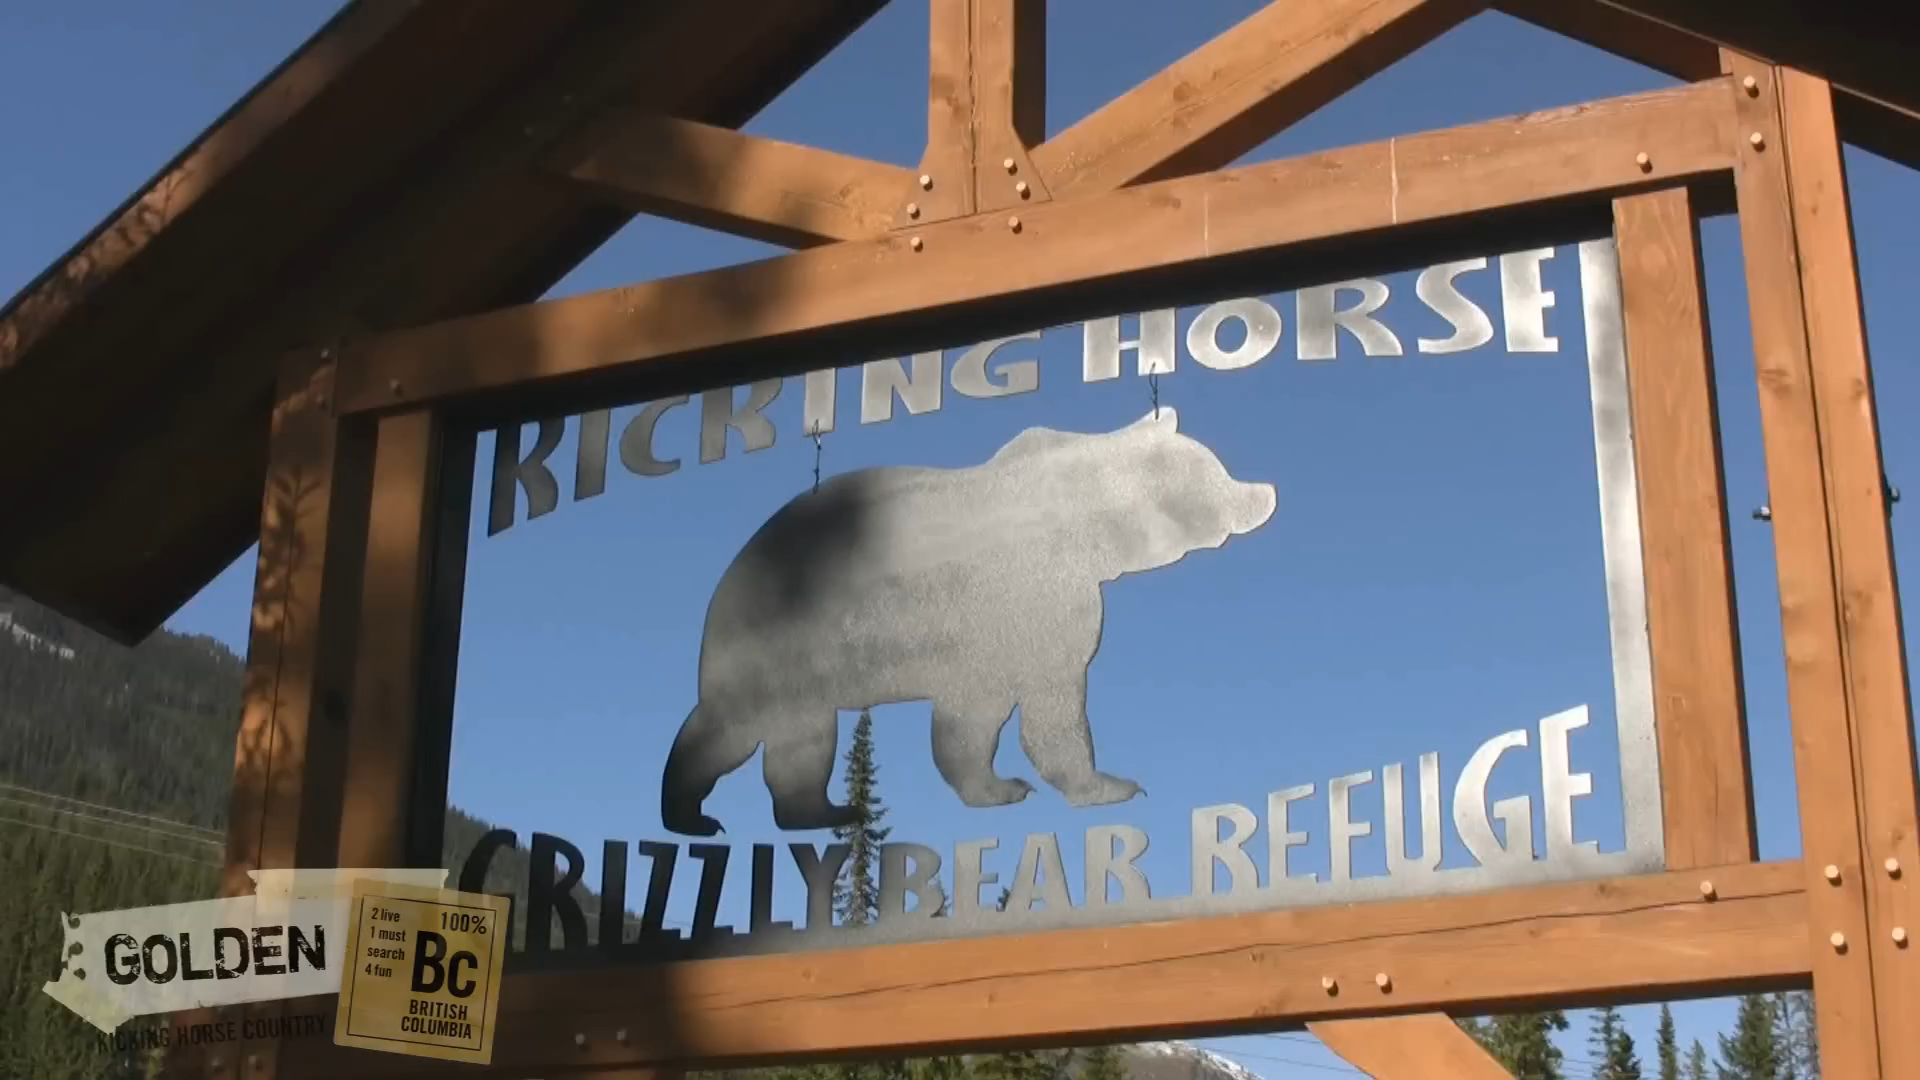 KICKING HORSE
GRIZZLY BEAR REFUGE
GOLDEN
KICKING HORSE COUNTRY
2 live
1 must
search
4 fun
100%
BC
BRITISH
COLUMBIA